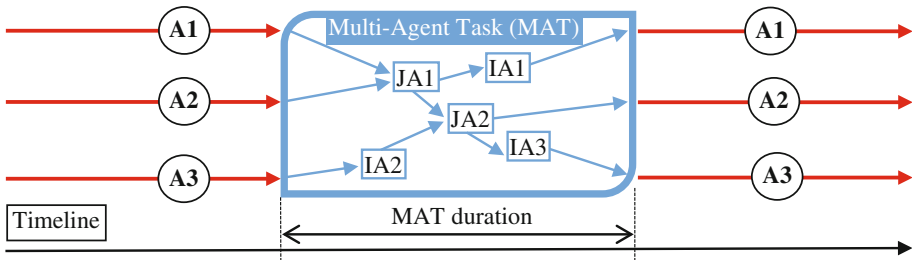 Multi-Agent Task (MAT)
A1
A1
JA1
IA1
A2
A2
JA2
IA2
IA3
A3
A3
Timeline
MAT duration